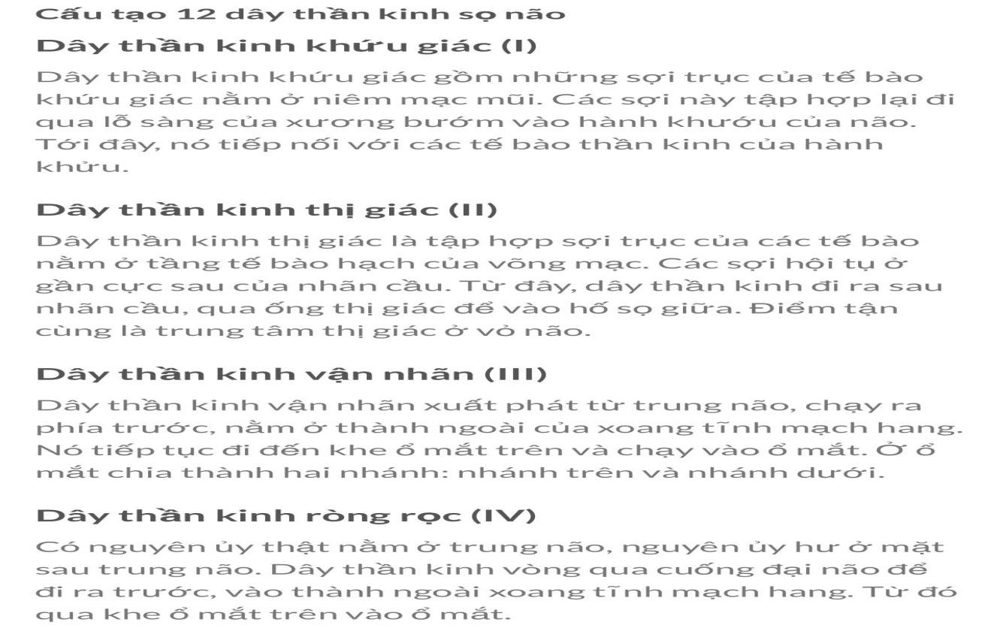 Cấu tạo 12 dây thần kinh sọ não
Dây thần kinh khứu giác (I)
Dây thần kinh khứu giác gồm những sợi trục của tế bào
khứu giác nằm ở niêm mạc mũi. Các sợi này tập hợp lại đi
qua lỗ sàng của xương bướm vào hành khướu của não.
Tới đây, nó tiếp nối với các tế bào thần kinh của hành
khửu.
Dây thần kinh thị giác (II)
Dây thần kinh thị giác là tập hợp sợi trục của các tế bào
nằm ở tầng tế bào hạch của võng mạc. Các sợi hội tụ ở
gần cực sau của nhãn cầu. Từ đây, dây thần kinh đi ra sau
nhãn cầu, qua ống thị giác để vào hố sọ giữa. Điểm tận
cùng là trung tâm thị giác ở vỏ não.
Dây thần kinh vận nhãn (III)
Dây thần kinh vận nhãn xuất phát từ trung não, chạy ra
phía trước, nằm ở thành ngoài của xoang tĩnh mạch hang.
Nó tiếp tục đi đến khe ổ mắt trên và chạy vào ổ mắt. Ở ổ
mắt chia thành hai nhánh: nhánh trên và nhánh dưới.
Dây thần kinh ròng rọc (IV)
Có nguyên ủy thật nằm ở trung não, nguyên ủy hư ở mặt
sau trung não. Dây thần kinh vòng qua cuống đại não để
đi ra trước, vào thành ngoài xoang tĩnh mạch hang. Từ đó
qua khe ổ mắt trên vào ổ mắt.